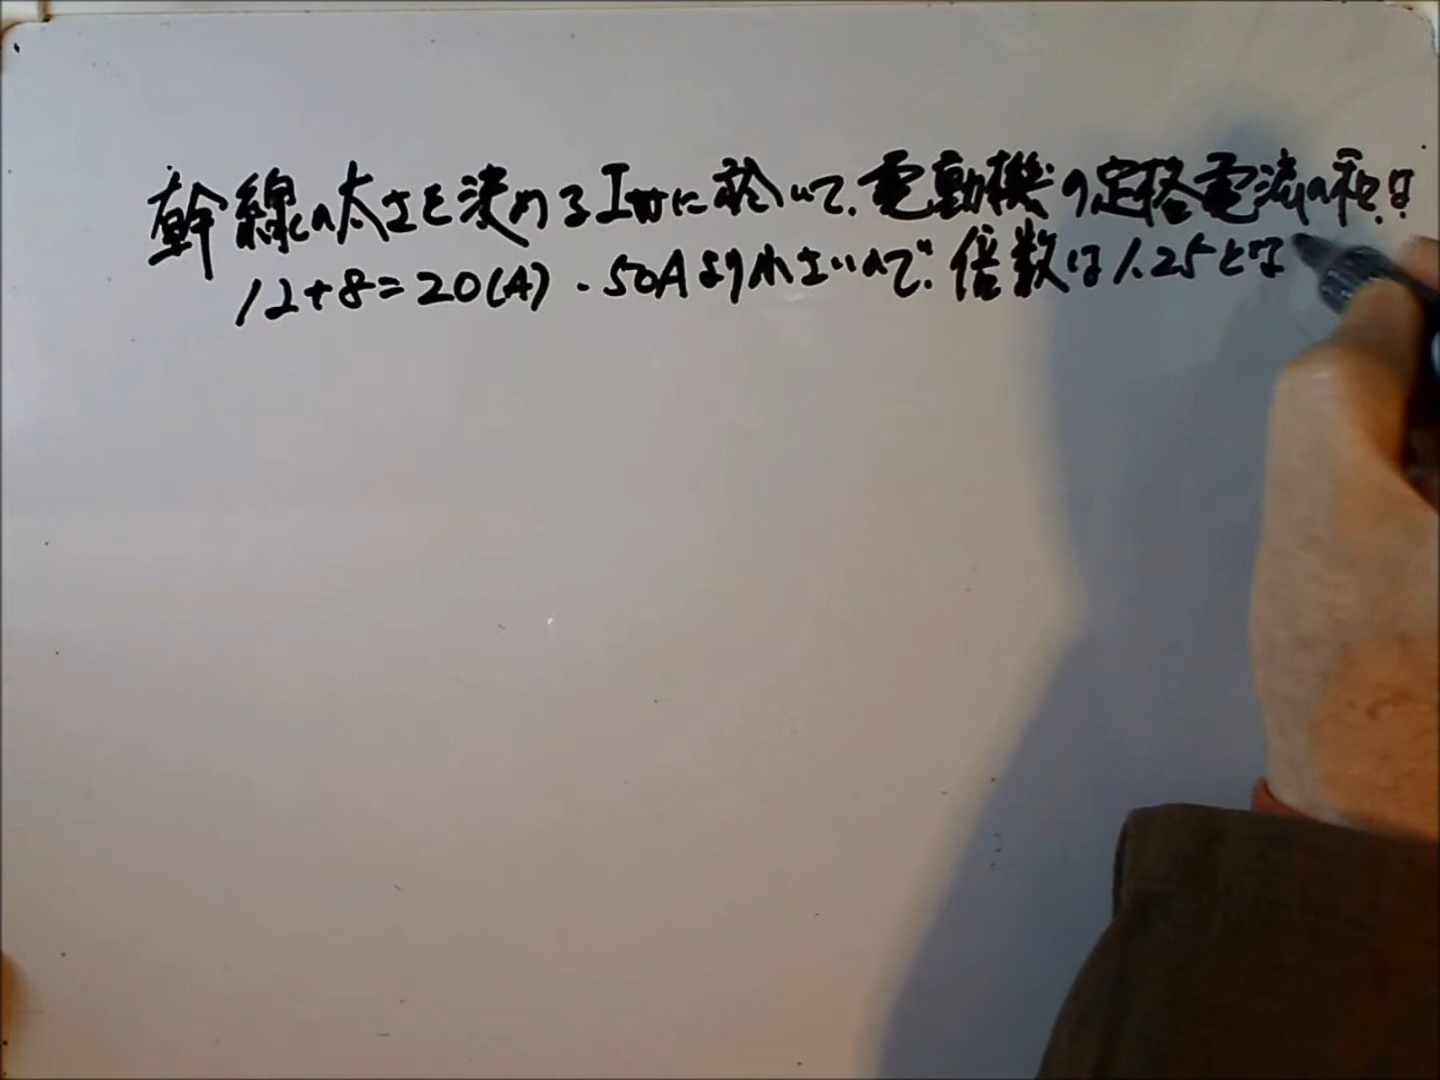 幹線の太さを決めるIwに於いて、電動機の定格電流の和は
12+8=20(A)、50Aより小さいので、倍数は1.25とな